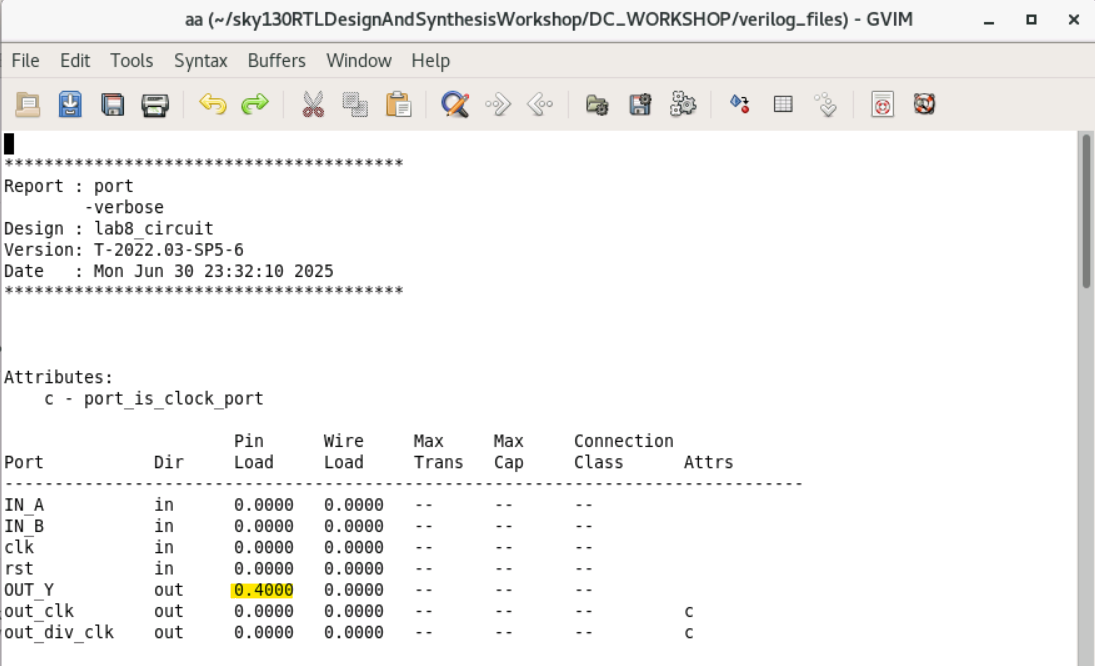 aa (~/sky130RTLDesignAndSynthesisWorkshop/DC_WORKSHOP/verilog_files) - GVIM
File Edit Tools Syntax Buffers Window Help
****************************************
Report : port
        -verbose
Design : lab8_circuit
Version: T-2022.03-SP5-6
Date   : Mon Jun 30 23:32:10 2025
****************************************
Attributes:
    c - port_is_clock_port
                       Pin      Wire     Max     Max     Connection
Port           Dir     Load     Load     Trans   Cap     Class      Attrs
--------------------------------------------------------------------------------
IN_A           in      0.0000   0.0000   --      --      --
IN_B           in      0.0000   0.0000   --      --      --
clk            in      0.0000   0.0000   --      --      --
rst            in      0.0000   0.0000   --      --      --
OUT_Y          out     0.4000   0.0000   --      --      --
out_clk        out     0.0000   0.0000   --      --      --         c
out_div_clk    out     0.0000   0.0000   --      --      --         c